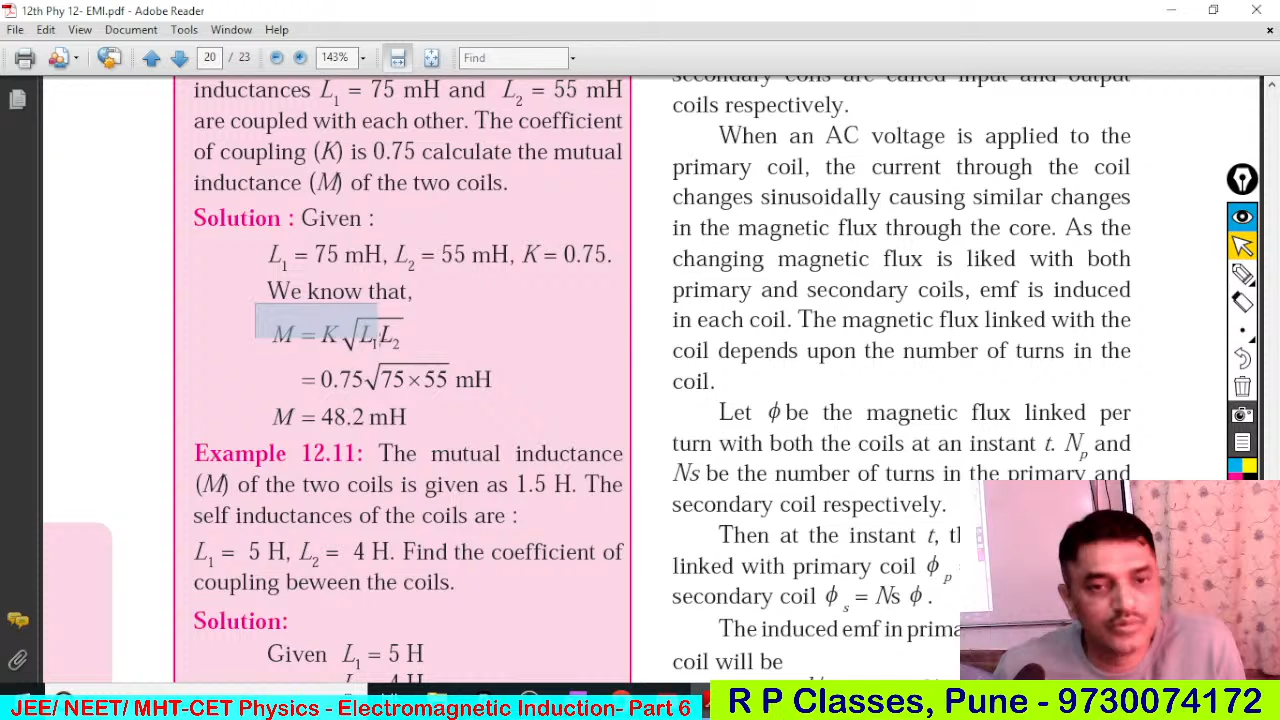 12th Phy 12- EMI.pdf - Adobe Reader
File Edit View Document Tools Window Help
20 / 23 143% Find
inductances L1 = 75 mH and L2 = 55 mH
are coupled with each other. The coefficient
of coupling (K) is 0.75 calculate the mutual
inductance (M) of the two coils.
Solution : Given :
L1 = 75 mH, L2 = 55 mH, K = 0.75.
We know that,
M = K√L1L2
= 0.75√75×55 mH
M = 48.2 mH
Example 12.11: The mutual inductance
(M) of the two coils is given as 1.5 H. The
self inductances of the coils are :
L1 = 5 H, L2 = 4 H. Find the coefficient of
coupling beween the coils.
Solution:
Given L1 = 5 H
secondary coils are called input and output
coils respectively.
When an AC voltage is applied to the
primary coil, the current through the coil
changes sinusoidally causing similar changes
in the magnetic flux through the core. As the
changing magnetic flux is liked with both
primary and secondary coils, emf is induced
in each coil. The magnetic flux linked with the
coil depends upon the number of turns in the
coil.
Let ϕ be the magnetic flux linked per
turn with both the coils at an instant t. Np and
Ns be the number of turns in the primary and
secondary coil respectively.
Then at the instant t, th
linked with primary coil ϕp
secondary coil ϕs = Ns ϕ .
The induced emf in prima
coil will be
JEE/ NEET/ MHT-CET Physics - Electromagnetic Induction- Part 6
R P Classes, Pune - 9730074172